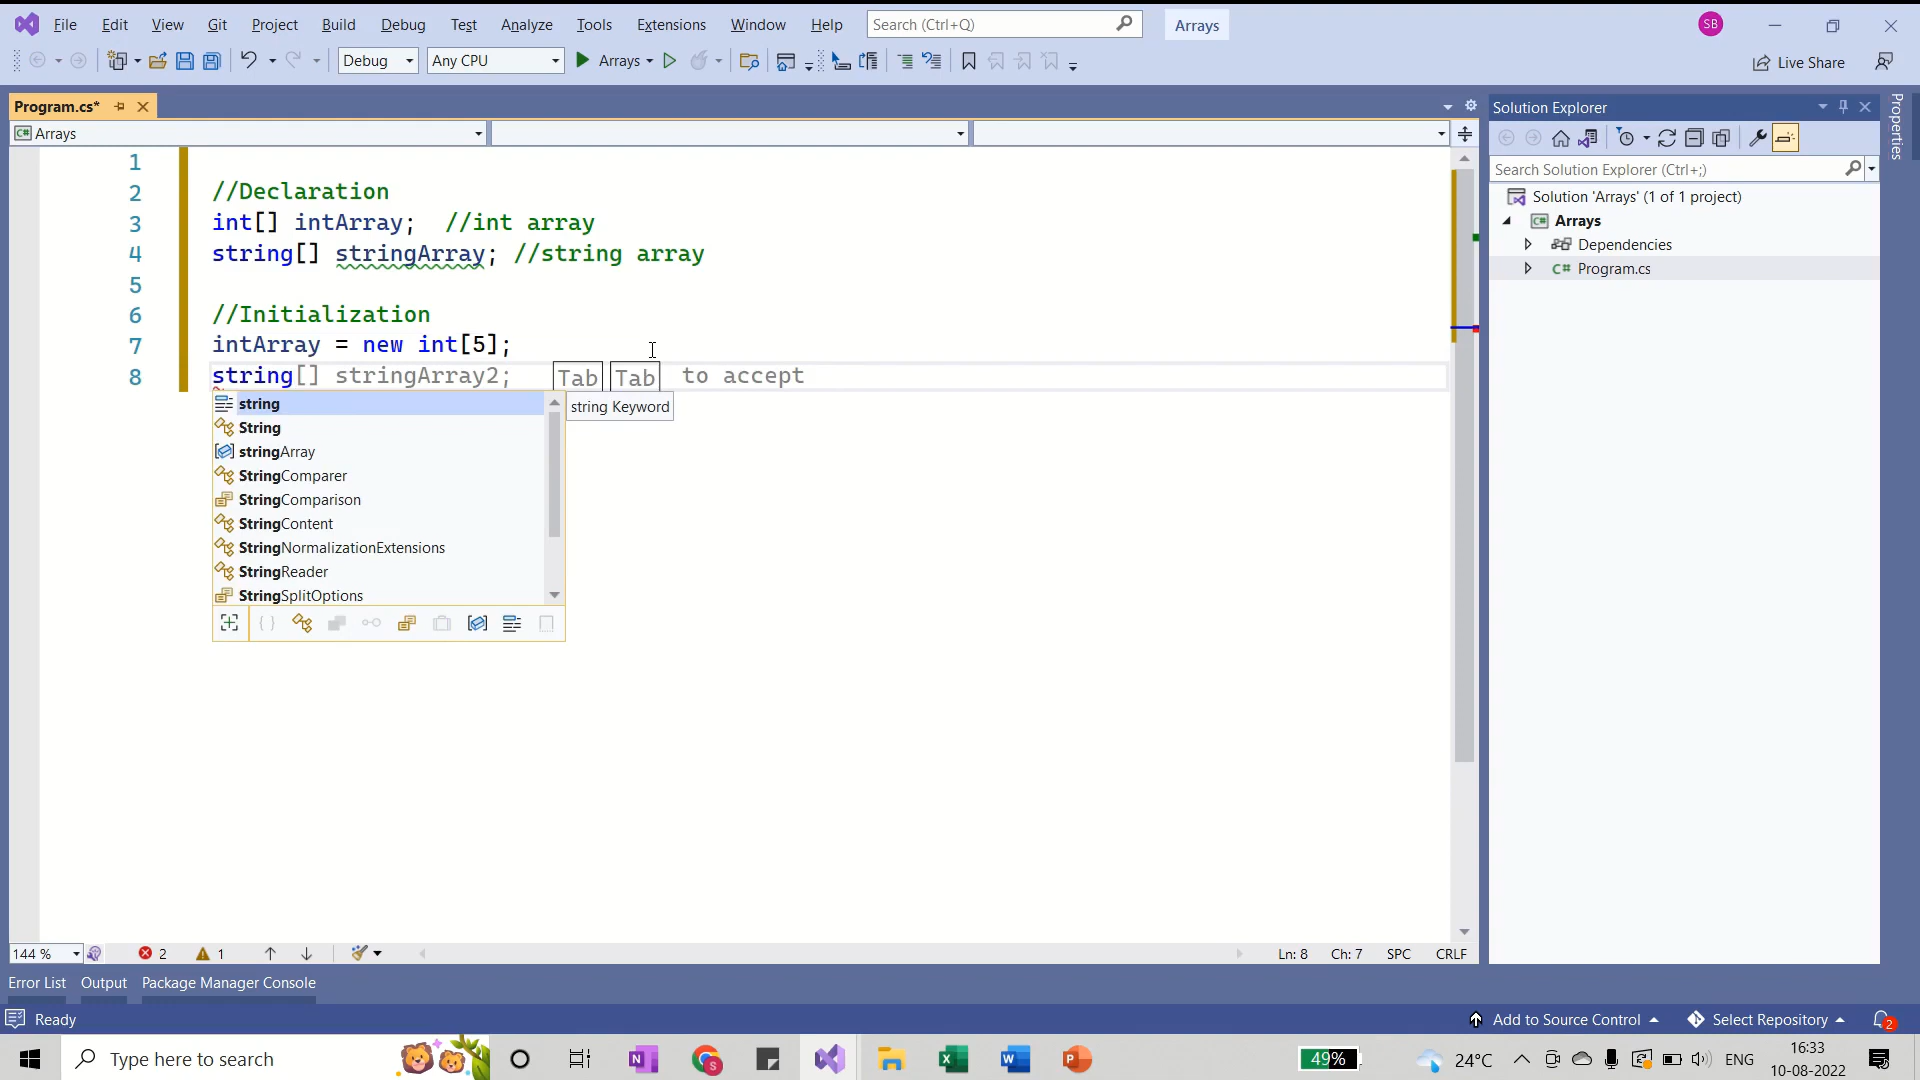 File Edit View Git Project Build Debug Test Analyze Tools Extensions Window Help Search (Ctrl+Q) Arrays SB
Debug Any CPU Arrays Live Share
Program.cs*
Arrays
1
2 //Declaration
3 int[] intArray; //int array
4 string[] stringArray; //string array
5
6 //Initialization
7 intArray = new int[5];
8 string[] stringArray2; Tab Tab to accept
string
string Keyword
String
stringArray
StringComparer
StringComparison
StringContent
StringNormalizationExtensions
StringReader
StringSplitOptions
Solution Explorer
Search Solution Explorer (Ctrl+;)
Solution 'Arrays' (1 of 1 project)
Arrays
Dependencies
C# Program.cs
Properties
144 % 2 1 Ln: 8 Ch: 7 SPC CRLF
Error List Output Package Manager Console
Ready Add to Source Control Select Repository 2
Type here to search 49% 24°C ENG
16:33
10-08-2022